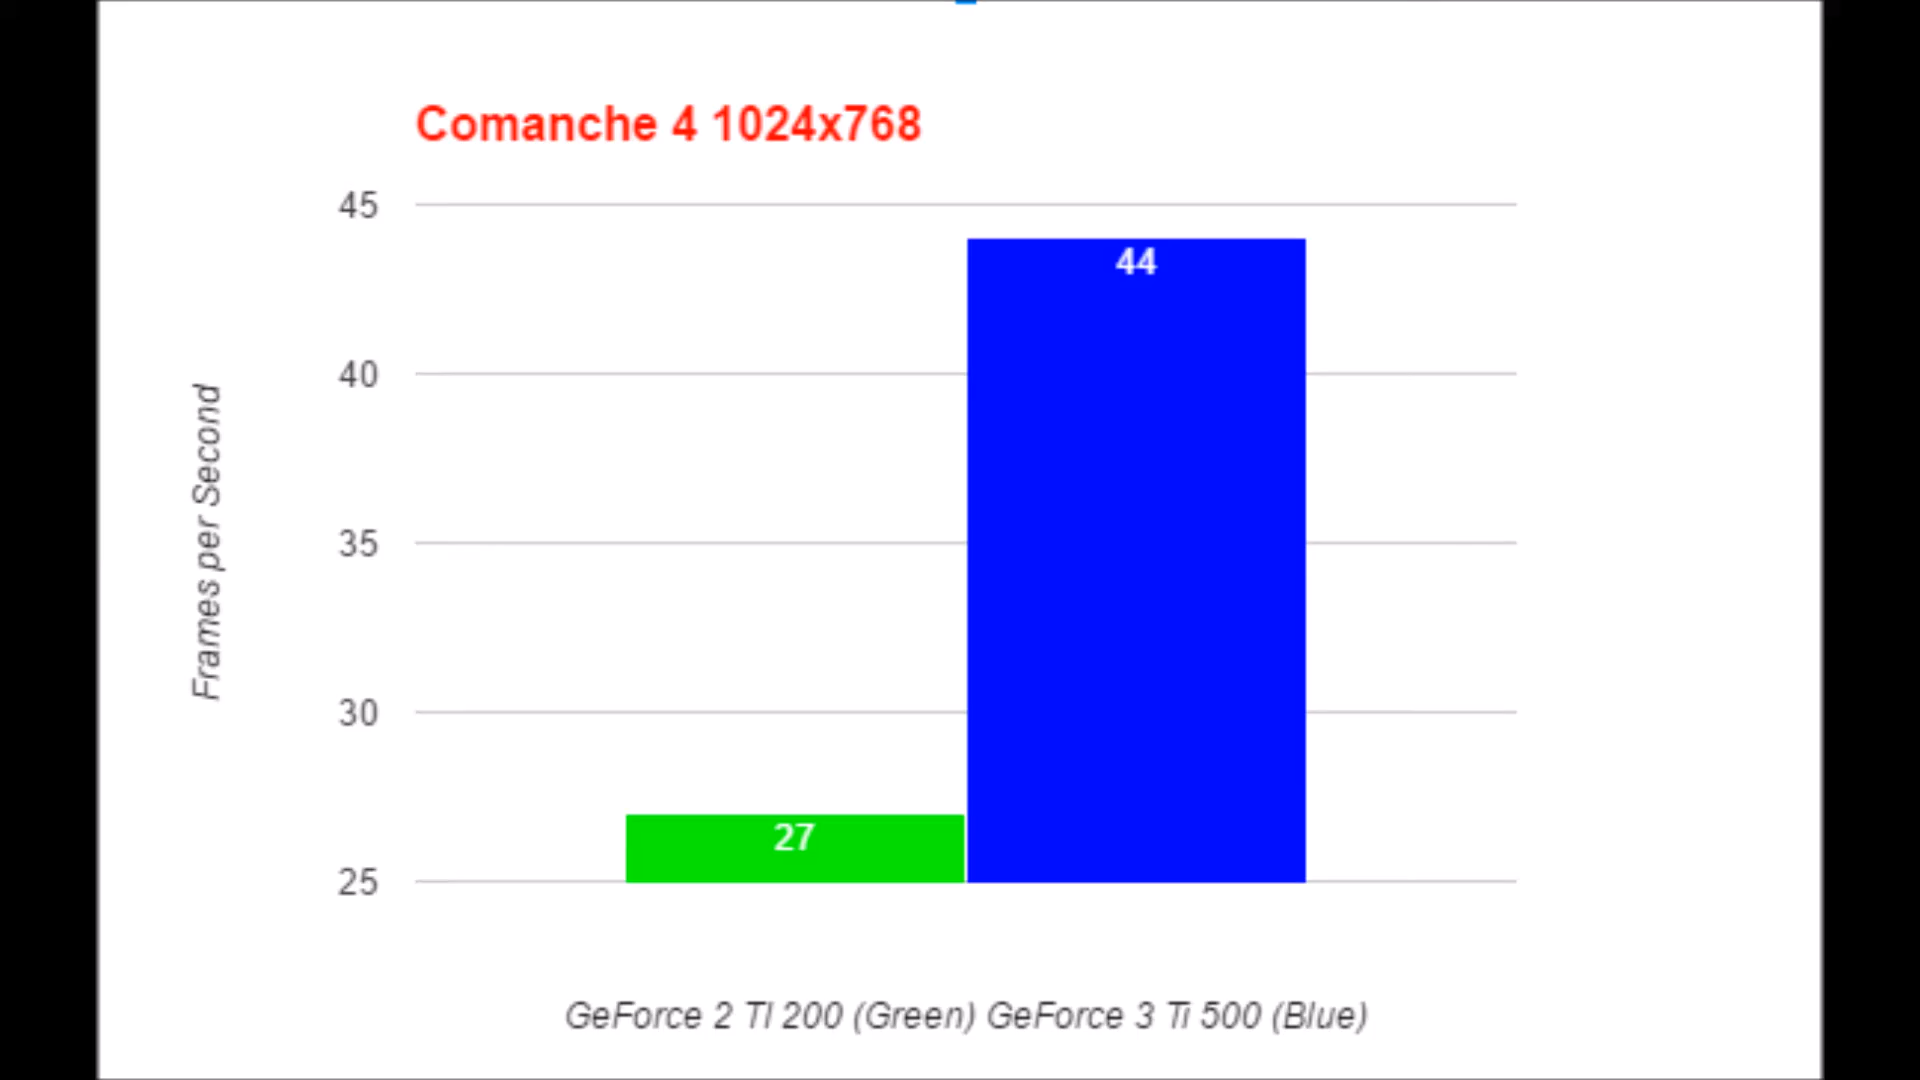 Comanche 4 1024x768
45
44
40
Frames per Second
35
30
27
25
GeForce 2 TI 200 (Green) GeForce 3 Ti 500 (Blue)